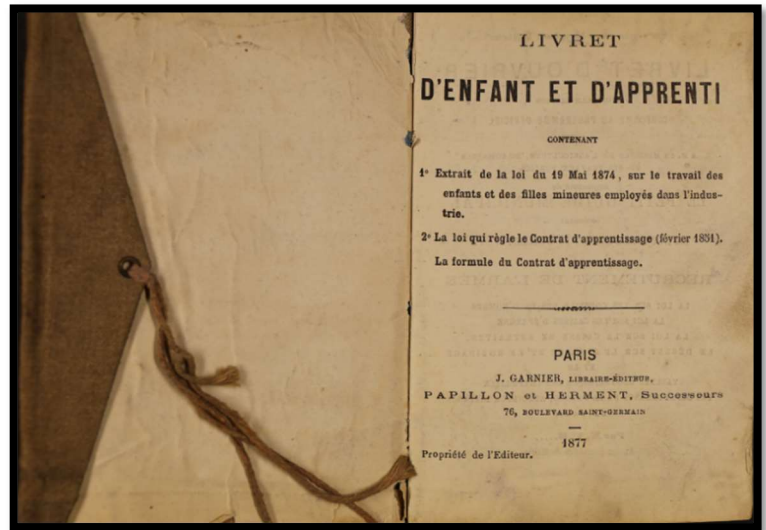 LIVRET
D'ENFANT ET D'APPRENTI
CONTENANT
1º Extrait de la loi du 19 Mai 1874, sur le travail des
enfants et des filles mineures employés dans l'indus-
trie.
2º La loi qui règle le Contrat d'apprentissage (février 1851).
La formule du Contrat d'apprentissage.
PARIS
J. GARNIER, LIBRAIRE-ÉDITEUR,
PAPILLON et HERMENT, Successeurs
76, BOULEVARD SAINT-GERMAIN
1877
Propriété de l'Editeur.